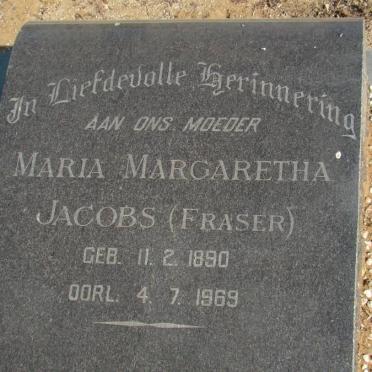 In Liefdevolle Herinnering
AAN ONS MOEDER
MARIA MARGARETHA
JACOBS (FRASER)
GEB. 11. 2. 1890
OORL. 4. 7. 1969